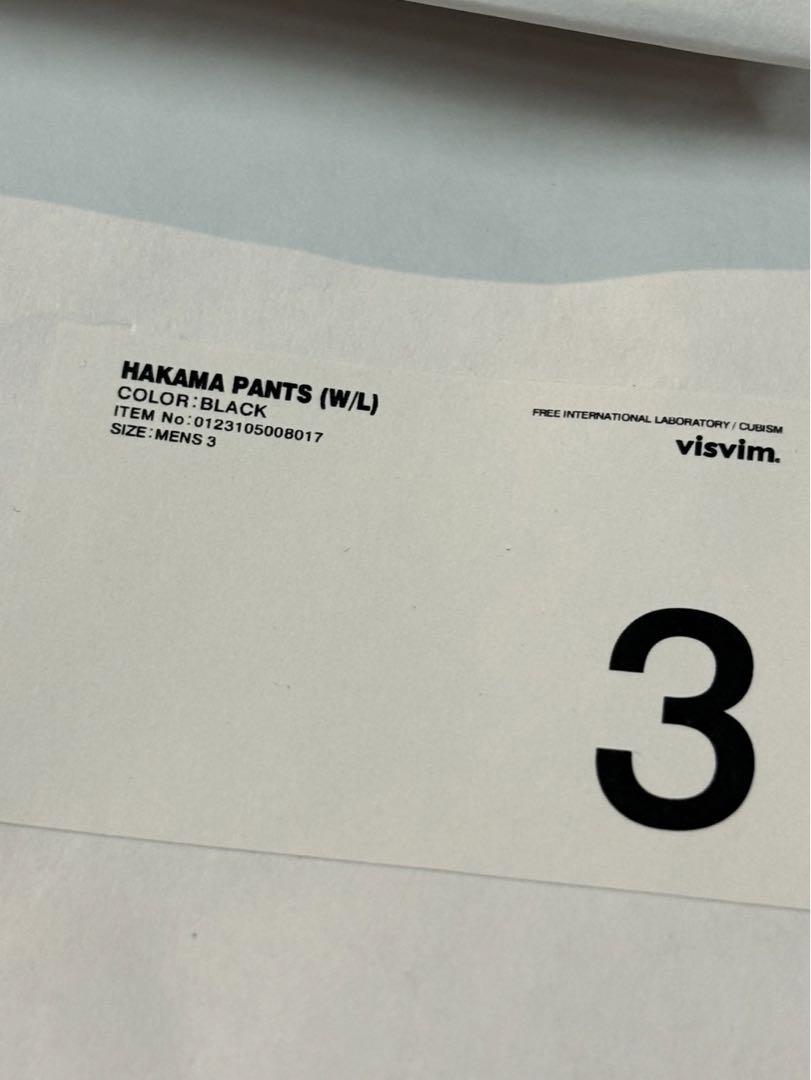 HAKAMA PANTS (W/L)
COLOR:BLACK
ITEM No:0123105008017
SIZE:MENS 3
FREE INTERNATIONAL LABORATORY / CUBISM
visvim.
3